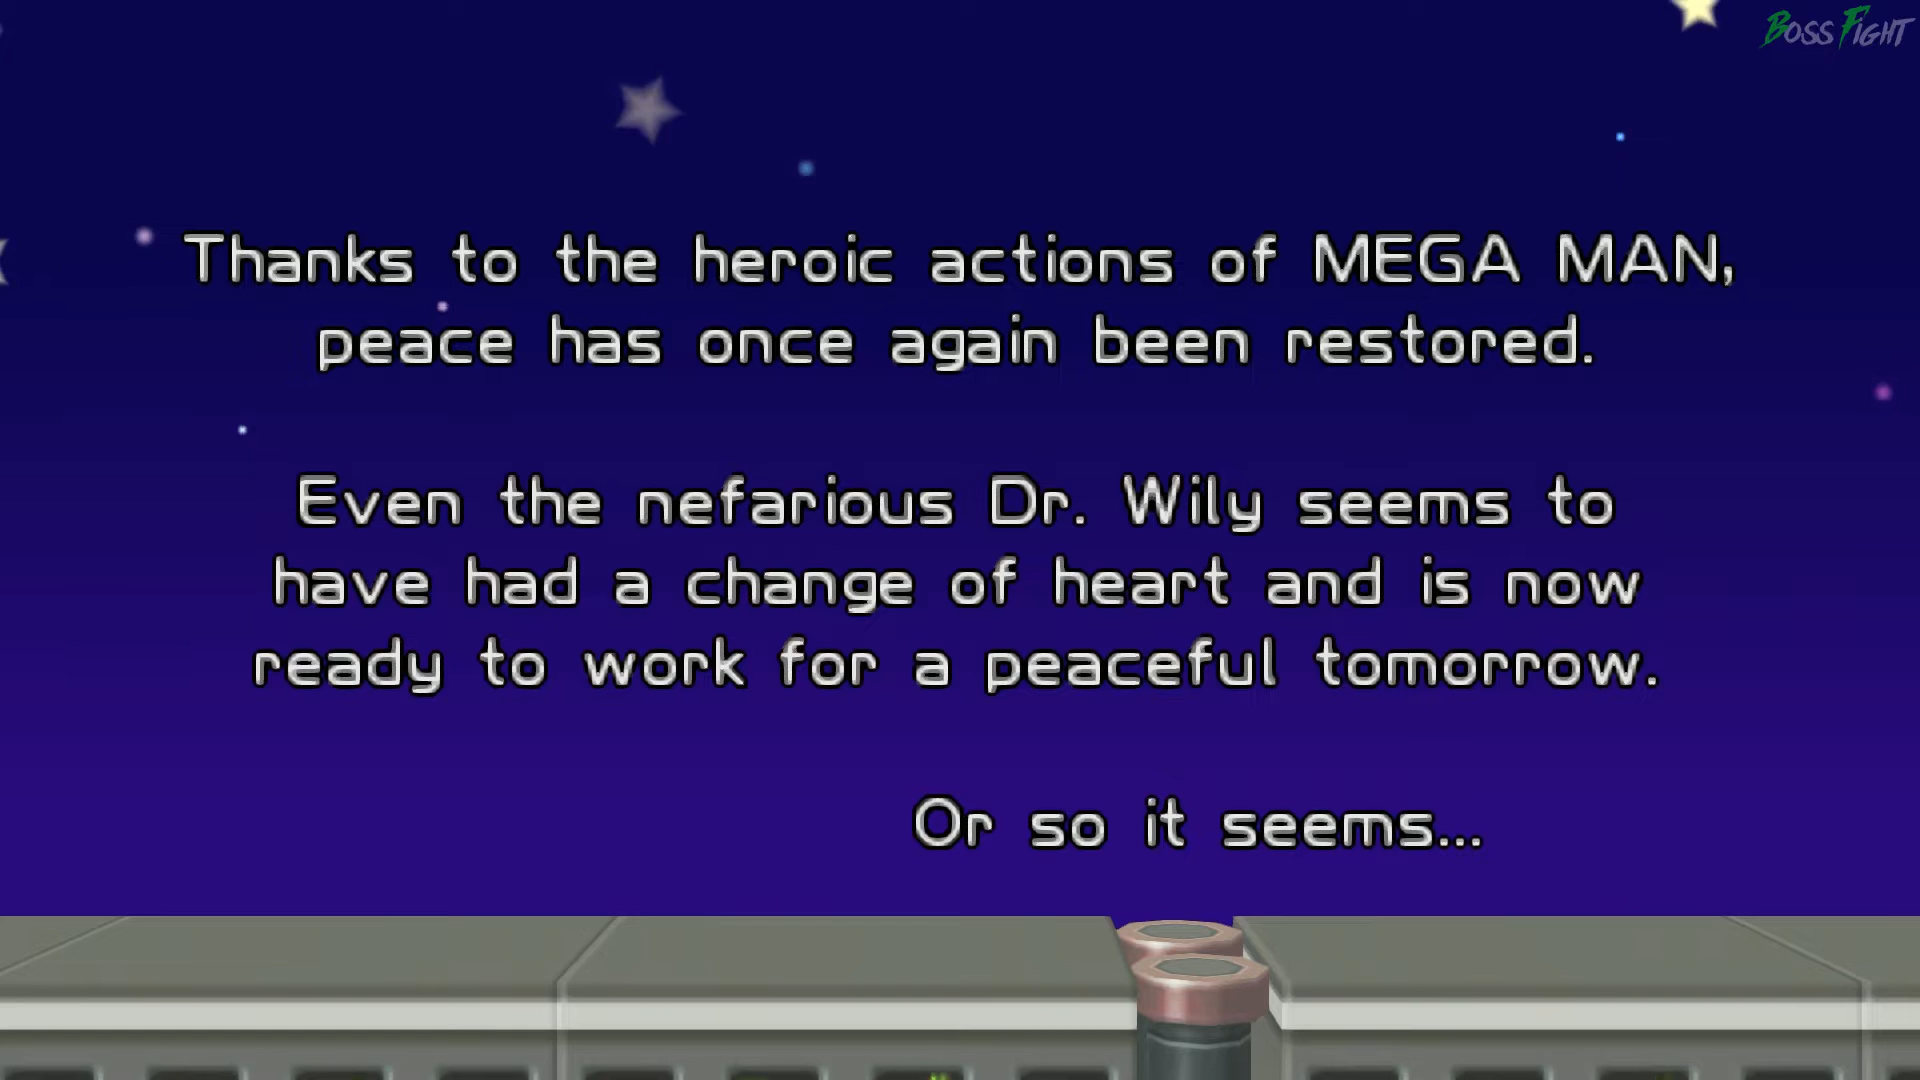 Boss Fight
Thanks to the heroic actions of MEGA MAN,
peace has once again been restored.
Even the nefarious Dr. Wily seems to
have had a change of heart and is now
ready to work for a peaceful tomorrow.
Or so it seems...